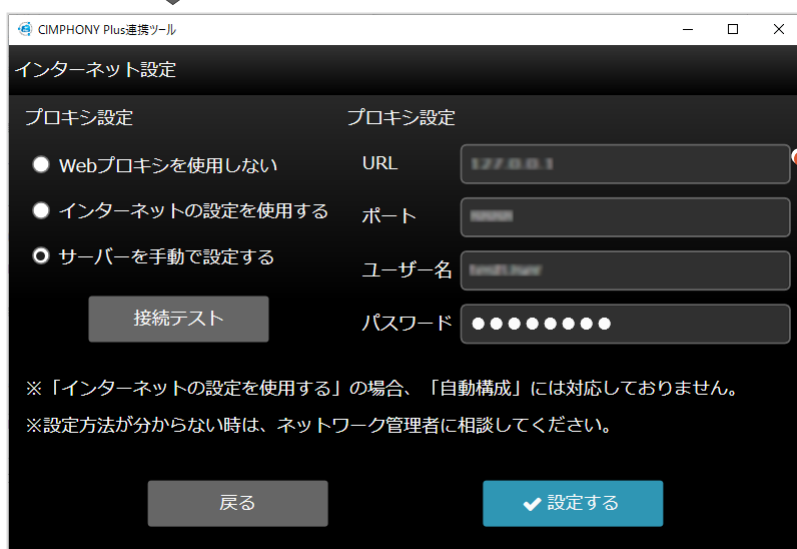 CIMPHONY Plus連携ツール
インターネット設定
プロキシ設定
Webプロキシを使用しない
インターネットの設定を使用する
サーバーを手動で設定する
接続テスト
プロキシ設定
URL
127.0.0.1
ポート
ユーザー名
パスワード
※「インターネットの設定を使用する」の場合、「自動構成」には対応しておりません。
※設定方法が分からない時は、ネットワーク管理者に相談してください。
戻る
設定する